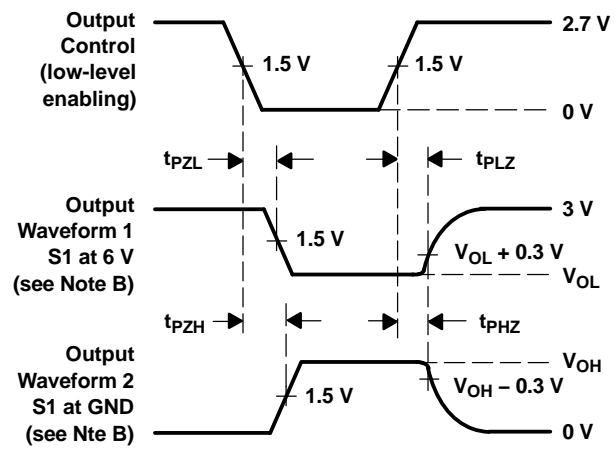 Output
Control
(low-level
enabling)
2.7 V
1.5 V
1.5 V
0 V
tPZL
tPLZ
Output
Waveform 1
S1 at 6 V
(see Note B)
3 V
1.5 V
VOL + 0.3 V
VOL
tPZH
tPHZ
Output
Waveform 2
S1 at GND
(see Nte B)
VOH
1.5 V
VOH − 0.3 V
0 V